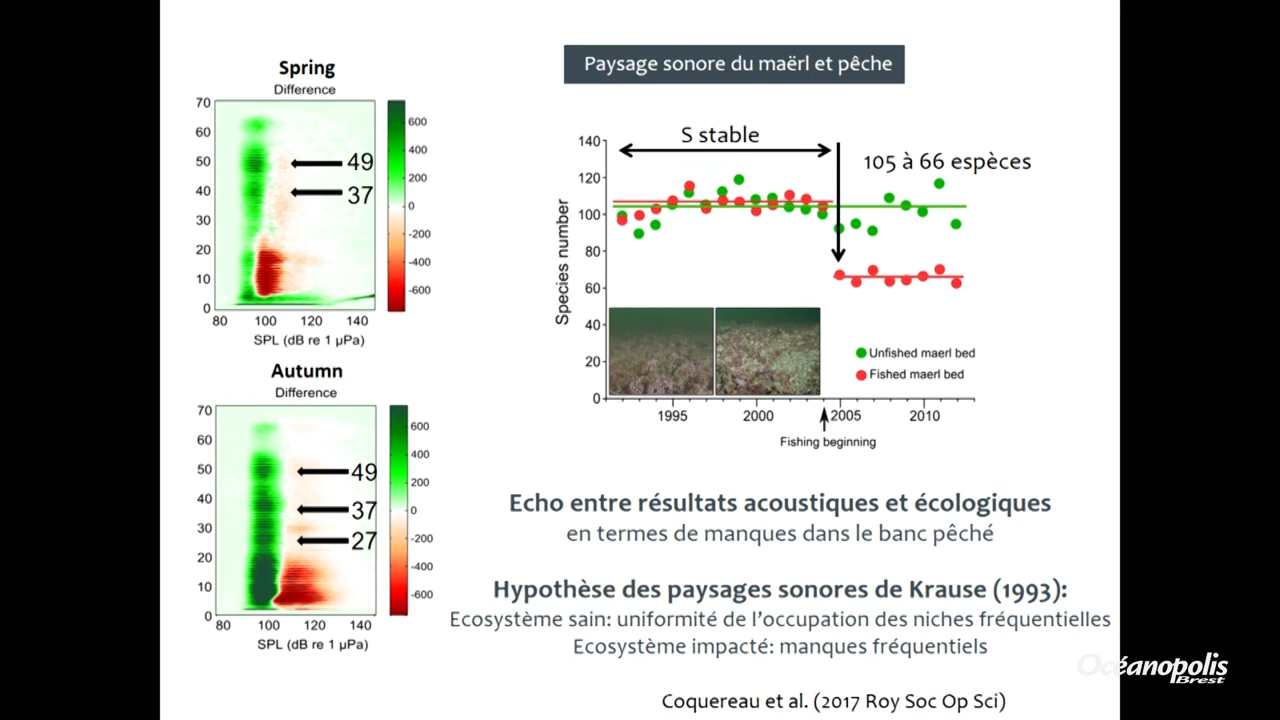 Paysage sonore du maërl et pêche
Spring
Difference
70
60
50
40
30
20
10
0
80 100 120 140
SPL (dB re 1 µPa)
49
37
600
400
200
0
-200
-400
-600
Autumn
Difference
70
60
50
40
30
20
10
0
80 100 120 140
SPL (dB re 1 µPa)
49
37
27
600
400
200
0
-200
-400
-600
S stable
105 à 66 espèces
Species number
140
120
100
80
60
40
20
0
1995 2000 2005 2010
Unfished maerl bed
Fished maerl bed
Fishing beginning
Echo entre résultats acoustiques et écologiques
en termes de manques dans le banc pêché
Hypothèse des paysages sonores de Krause (1993):
Ecosystème sain: uniformité de l'occupation des niches fréquentielles
Ecosystème impacté: manques fréquentiels
Coquereau et al. (2017 Roy Soc Op Sci)
Océanopolis
Brest